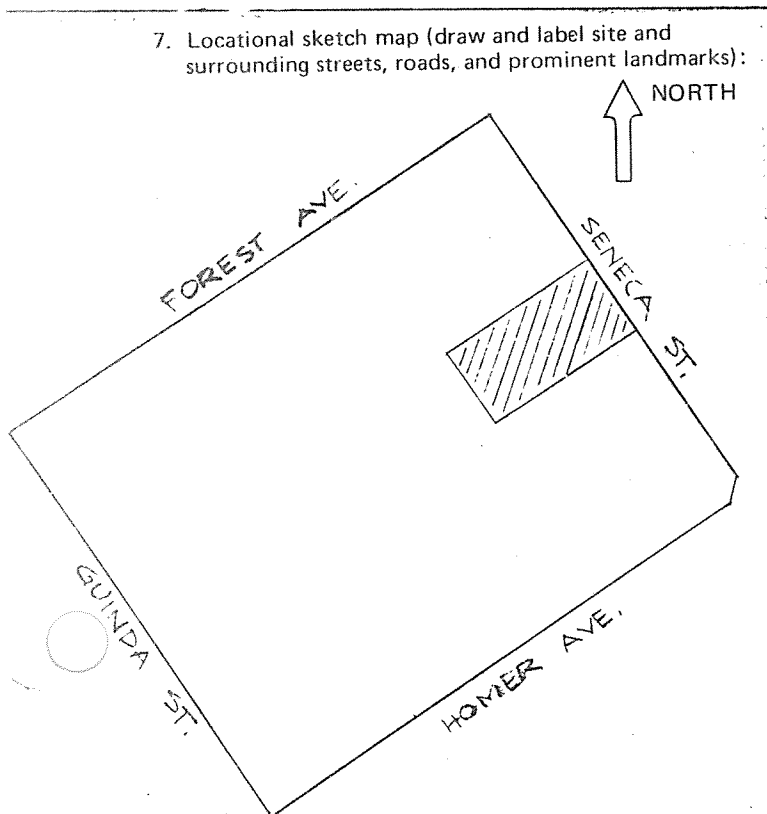 7. Locational sketch map (draw and label site and
surrounding streets, roads, and prominent landmarks):
NORTH
FOREST AVE.
SENECA ST.
GUINDA ST.
HOMER AVE.